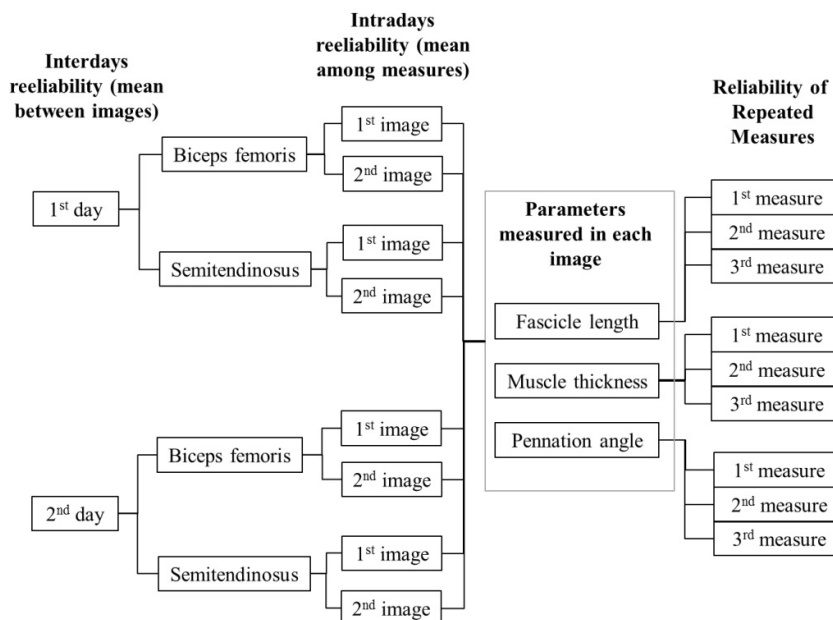 Interdays
reeliability (mean
between images)
Intradays
reeliability (mean
among measures)
Reliability of
Repeated
Measures
1st day
Biceps femoris
1st image
2nd image
Semitendinosus
1st image
2nd image
2nd day
Biceps femoris
1st image
2nd image
Semitendinosus
1st image
2nd image
Parameters
measured in each
image
Fascicle length
Muscle thickness
Pennation angle
1st measure
2nd measure
3rd measure
1st measure
2nd measure
3rd measure
1st measure
2nd measure
3rd measure